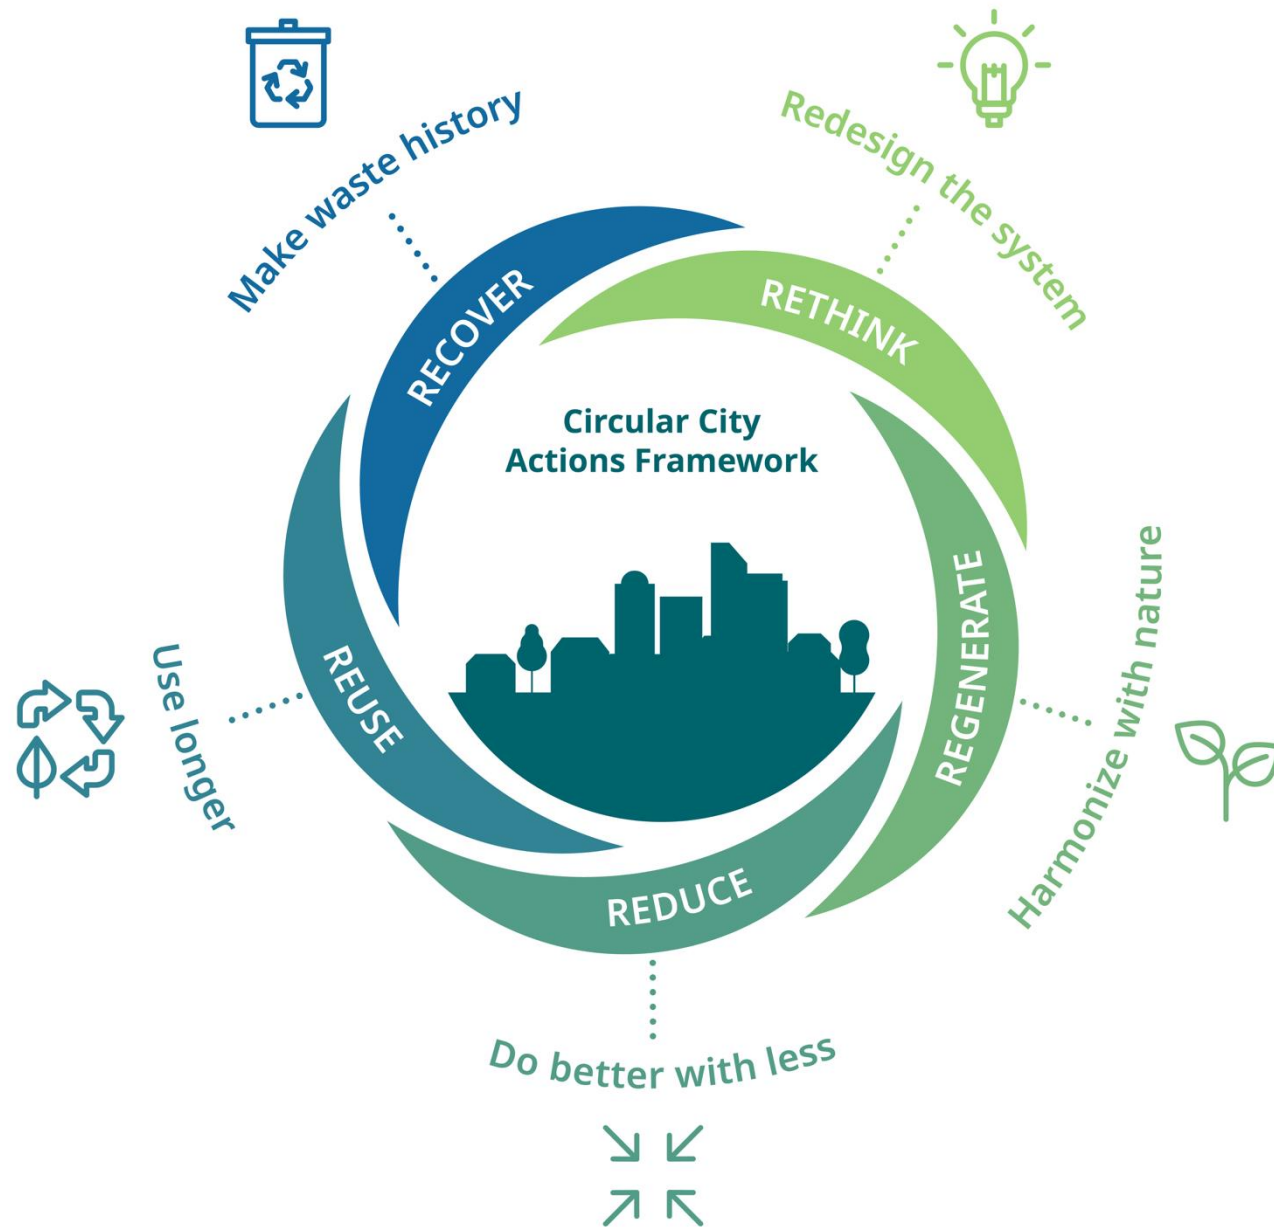 Make waste history
Redesign the system
RECOVER
RETHINK
Circular City
Actions Framework
REGENERATE
Harmonize with nature
REUSE
Use longer
REDUCE
Do better with less